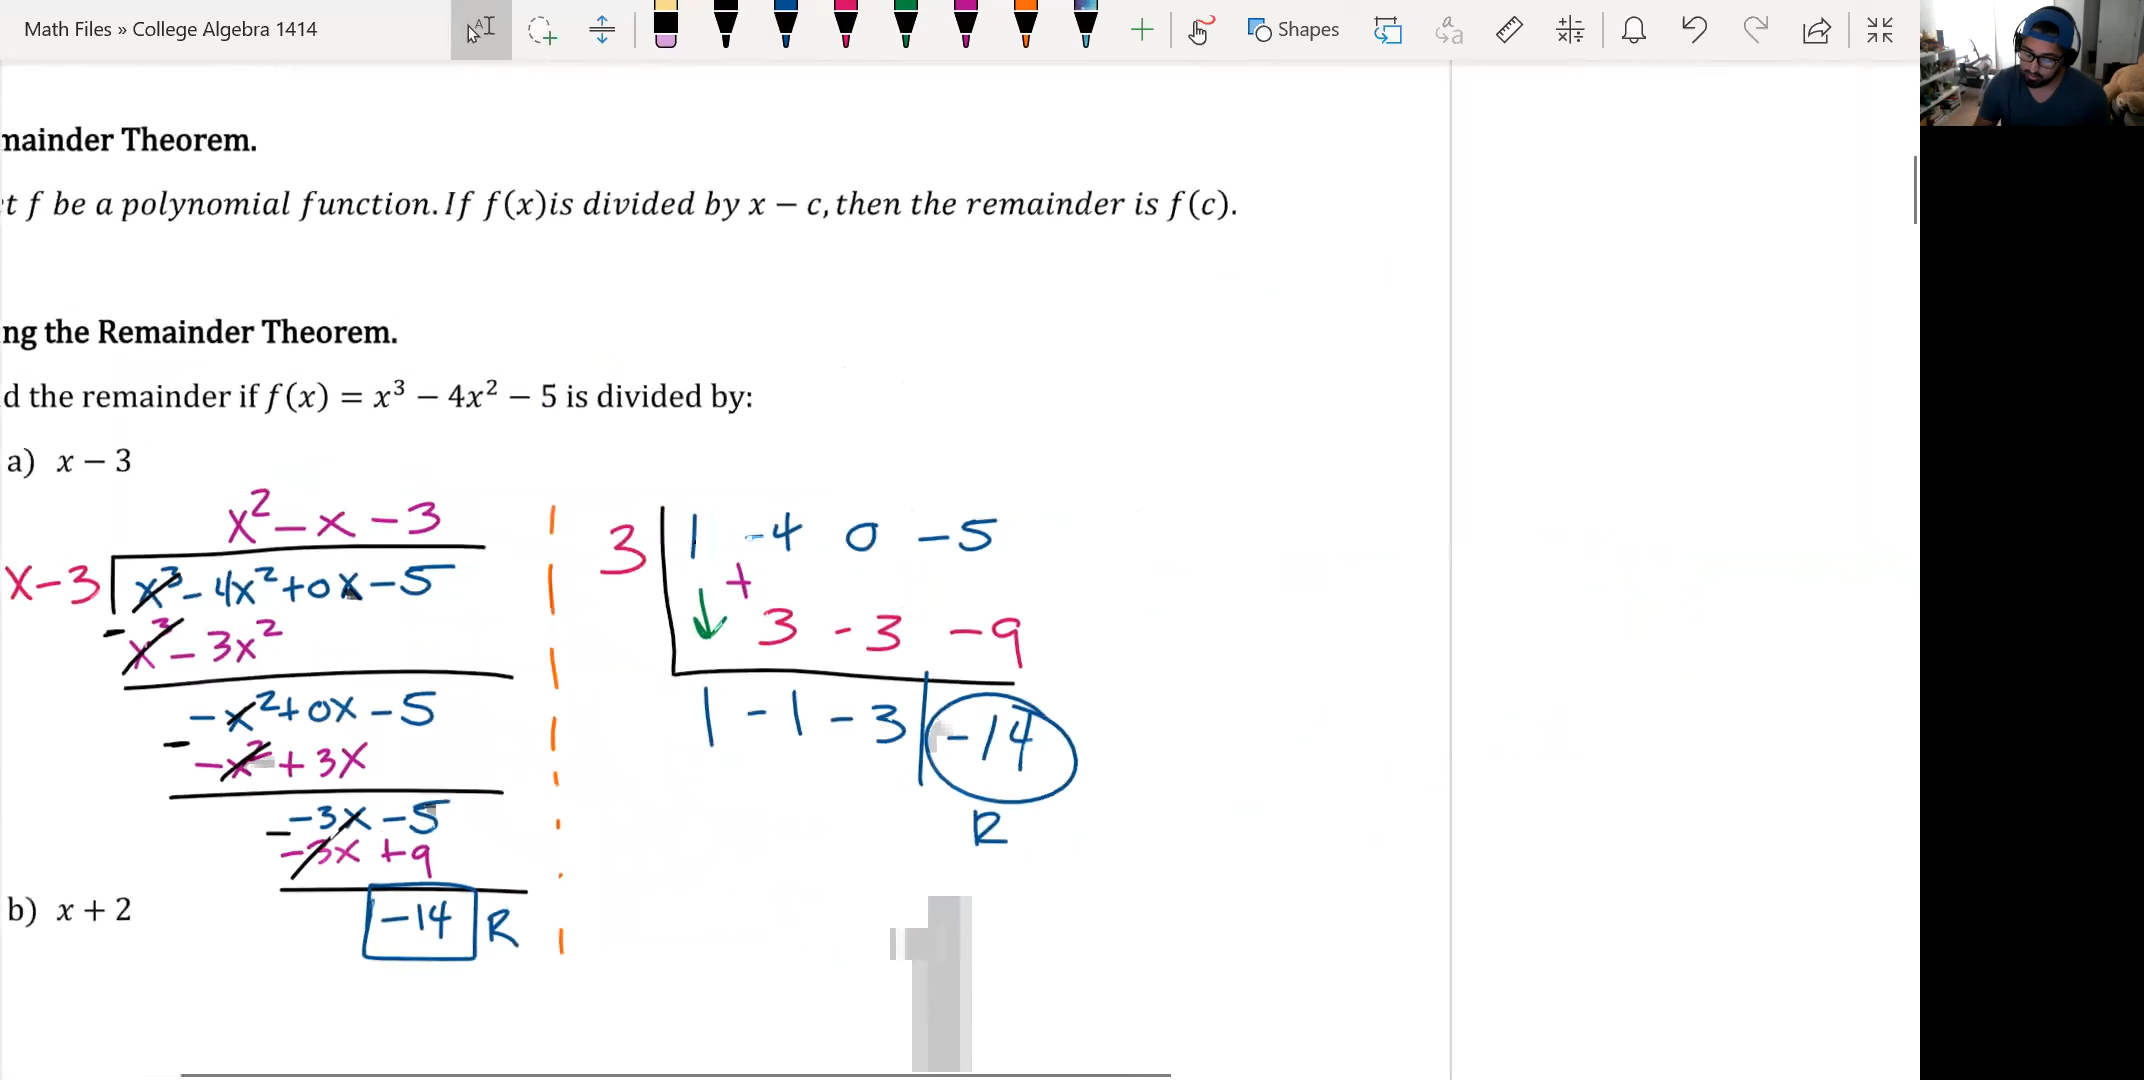 Math Files » College Algebra 1414
Shapes
mainder Theorem.
t f be a polynomial function. If f(x)is divided by x − c, then the remainder is f(c).
ng the Remainder Theorem.
d the remainder if f(x) = x³ − 4x² − 5 is divided by:
a) x − 3
x² - x - 3
x-3 x³ - 4x² + 0x - 5
- x³ - 3x²
-x² + 0x - 5
- -x² + 3x
-3x - 5
- -3x + 9
-14 R
3 1 -4 0 -5
+
3 -3 -9
1 -1 -3 -14
R
b) x + 2